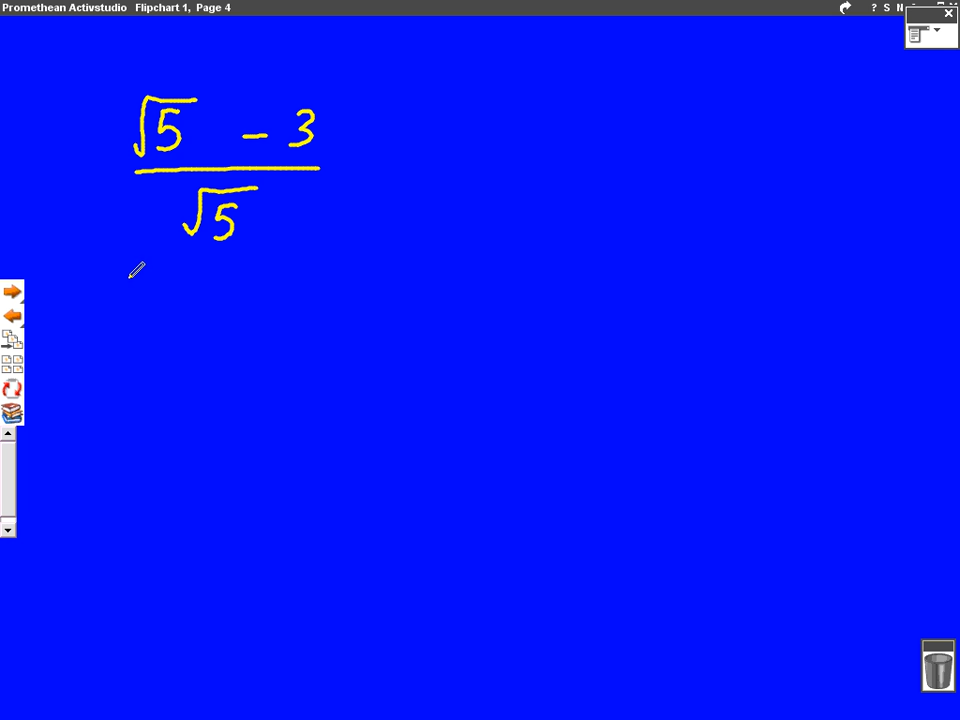 Promethean Activstudio Flipchart 1, Page 4
? S N
√5 - 3
√5